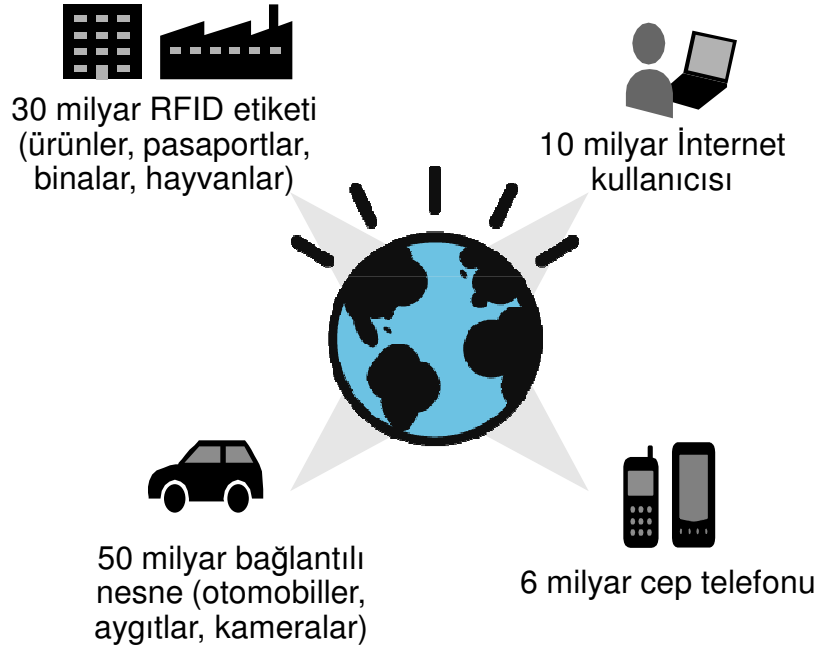 30 milyar RFID etiketi
(ürünler, pasaportlar,
binalar, hayvanlar)
10 milyar İnternet
kullanıcısı
50 milyar bağlantılı
nesne (otomobiller,
aygıtlar, kameralar)
6 milyar cep telefonu